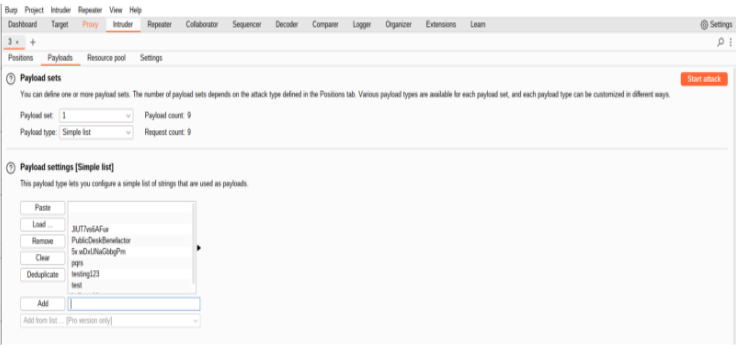 Burp Project Intruder Repeater View Help
Dashboard Target Proxy Intruder Repeater Collaborator Sequencer Decoder Comparer Logger Organizer Extensions Learn Settings
3 × +
Positions Payloads Resource pool Settings
? Payload sets Start attack
You can define one or more payload sets. The number of payload sets depends on the attack type defined in the Positions tab. Various payload types are available for each payload set, and each payload type can be customized in different ways.
Payload set: 1 Payload count: 9
Payload type: Simple list Request count: 9
? Payload settings [Simple list]
This payload type lets you configure a simple list of strings that are used as payloads.
Paste
Load ...
Remove PublicDeskBenefactor
Clear
pqrs
Deduplicate testing123
test
Add
Add from list ... [Pro version only]